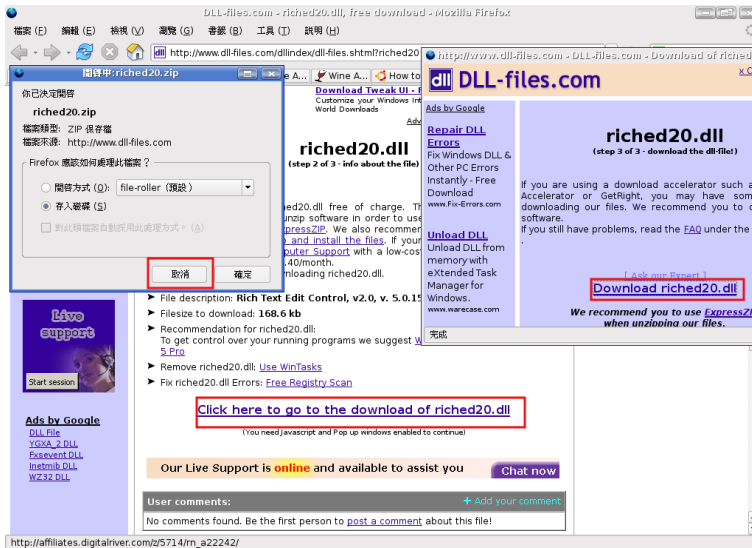 DLL-files.com - riched20.dll, free download - Mozilla Firefox
檔案 (F) 編輯 (E) 檢視 (V) 瀏覽 (G) 書籤 (B) 工具 (T) 說明 (H)
http://www.dll-files.com/dllindex/dll-files.shtml?riched20
e A... Wine A... How to
Download Tweak UI - F
Customize your Windows Int
World Downloads
Adv
riched20.dll
(step 2 of 3 - info about the file)
ed20.dll free of charge. Th
unzip software in order to use
pressZIP. We also recommen
and install the files. If your
puter Support with a low-cos
.40/month.
nloading riched20.dll.
File description: Rich Text Edit Control, v2.0, v. 5.0.15
Filesize to download: 168.6 kb
Recommendation for riched20.dll:
To get control over your running programs we suggest W
5 Pro
Remove riched20.dll: Use WinTasks
Fix riched20.dll Errors: Free Registry Scan
Click here to go to the download of riched20.dll
(You need Javascript and Pop up windows enabled to continue)
Our Live Support is online and available to assist you Chat now
User comments: + Add your comment
No comments found. Be the first person to post a comment about this file!
Live
support
Start session
Ads by Google
DLL File
YGXA_2 DLL
Fxsevent DLL
Inetmib DLL
WZ32 DLL
http://affiliates.digitalriver.com/z/5714/rn_a22242/
開啓中:riched20.zip
你已決定開啓
riched20.zip
檔案類型: ZIP 保存檔
檔案來源: http://www.dll-files.com
Firefox 應該如何處理此檔案？
開啓方式 (O): file-roller (預設)
存入磁碟 (S)
對此類檔案自動採用此處理方式。(A)
取消 確定
http://www.dll-files.com - DLL-files.com - Download of riched
dll DLL-files.com
x C
Ads by Google
Repair DLL
Errors
Fix Windows DLL &
Other PC Errors
Instantly - Free
Download
www.Fix-Errors.com
Unload DLL
Unload DLL from
memory with
eXtended Task
Manager for
Windows.
www.warecase.com
riched20.dll
(step 3 of 3 - download the dll-file!)
If you are using a download accelerator such a
Accelerator or GetRight, you may have som
downloading our files. We recommend you to d
software.
If you still have problems, read the FAQ under the
.
[ Ask our Expert ]
Download riched20.dll
We recommend you to use ExpressZI
when unzipping our files.
完成